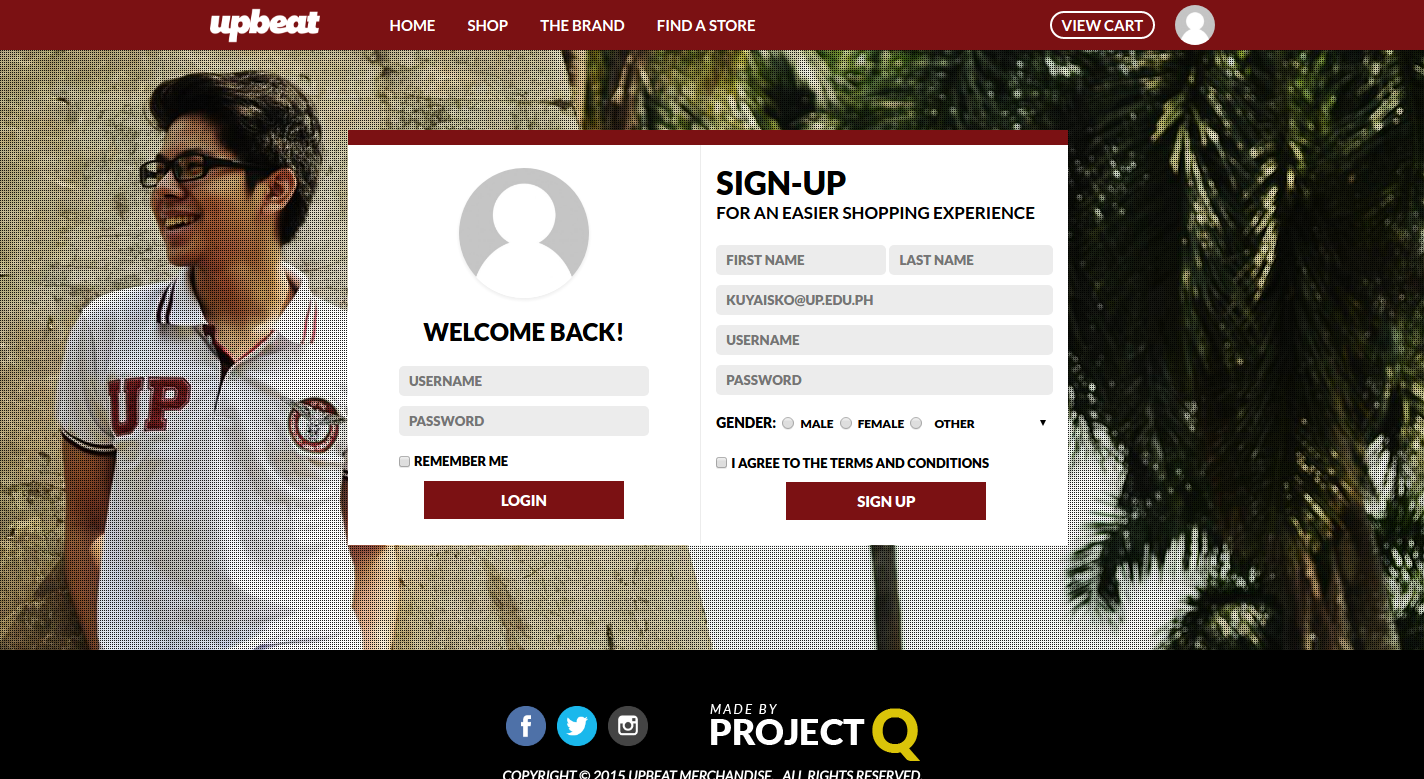 upbeat HOME SHOP THE BRAND FIND A STORE VIEW CART
UP
WELCOME BACK!
USERNAME
PASSWORD
REMEMBER ME
LOGIN
SIGN-UP
FOR AN EASIER SHOPPING EXPERIENCE
FIRST NAME LAST NAME
KUYAISKO@UP.EDU.PH
USERNAME
PASSWORD
GENDER: MALE FEMALE OTHER
I AGREE TO THE TERMS AND CONDITIONS
SIGN UP
MADE BY
PROJECT Q
COPYRIGHT © 2015 UPBEAT MERCHANDISE. ALL RIGHTS RESERVED